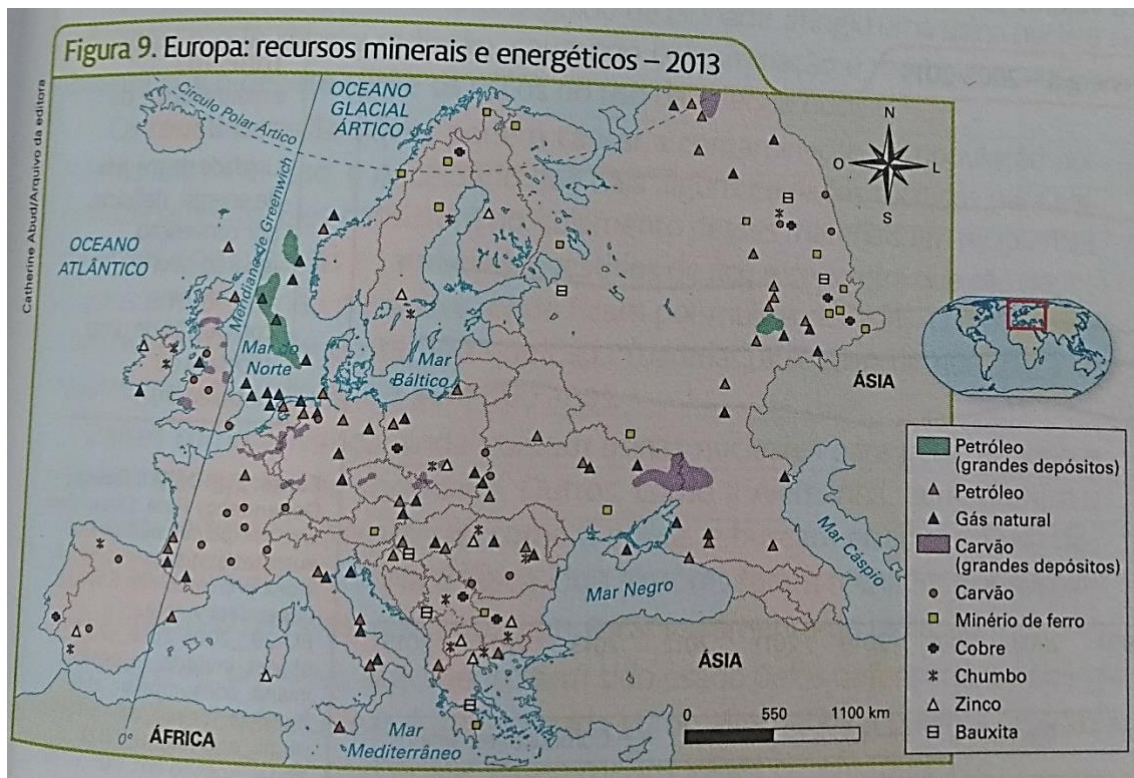 Figura 9. Europa: recursos minerais e energéticos – 2013
Catherine Abud/Arquivo da editora
OCEANO
GLACIAL
ÁRTICO
Círculo Polar Ártico
Meridiano de Greenwich
OCEANO
ATLÂNTICO
N
O
L
S
Mar do
Norte
Mar
Báltico
ÁSIA
Mar Cáspio
Mar Negro
ÁSIA
Mar
Mediterrâneo
ÁFRICA
0°
0 550 1100 km
Petróleo
(grandes depósitos)
Petróleo
Gás natural
Carvão
(grandes depósitos)
Carvão
Minério de ferro
Cobre
Chumbo
Zinco
Bauxita